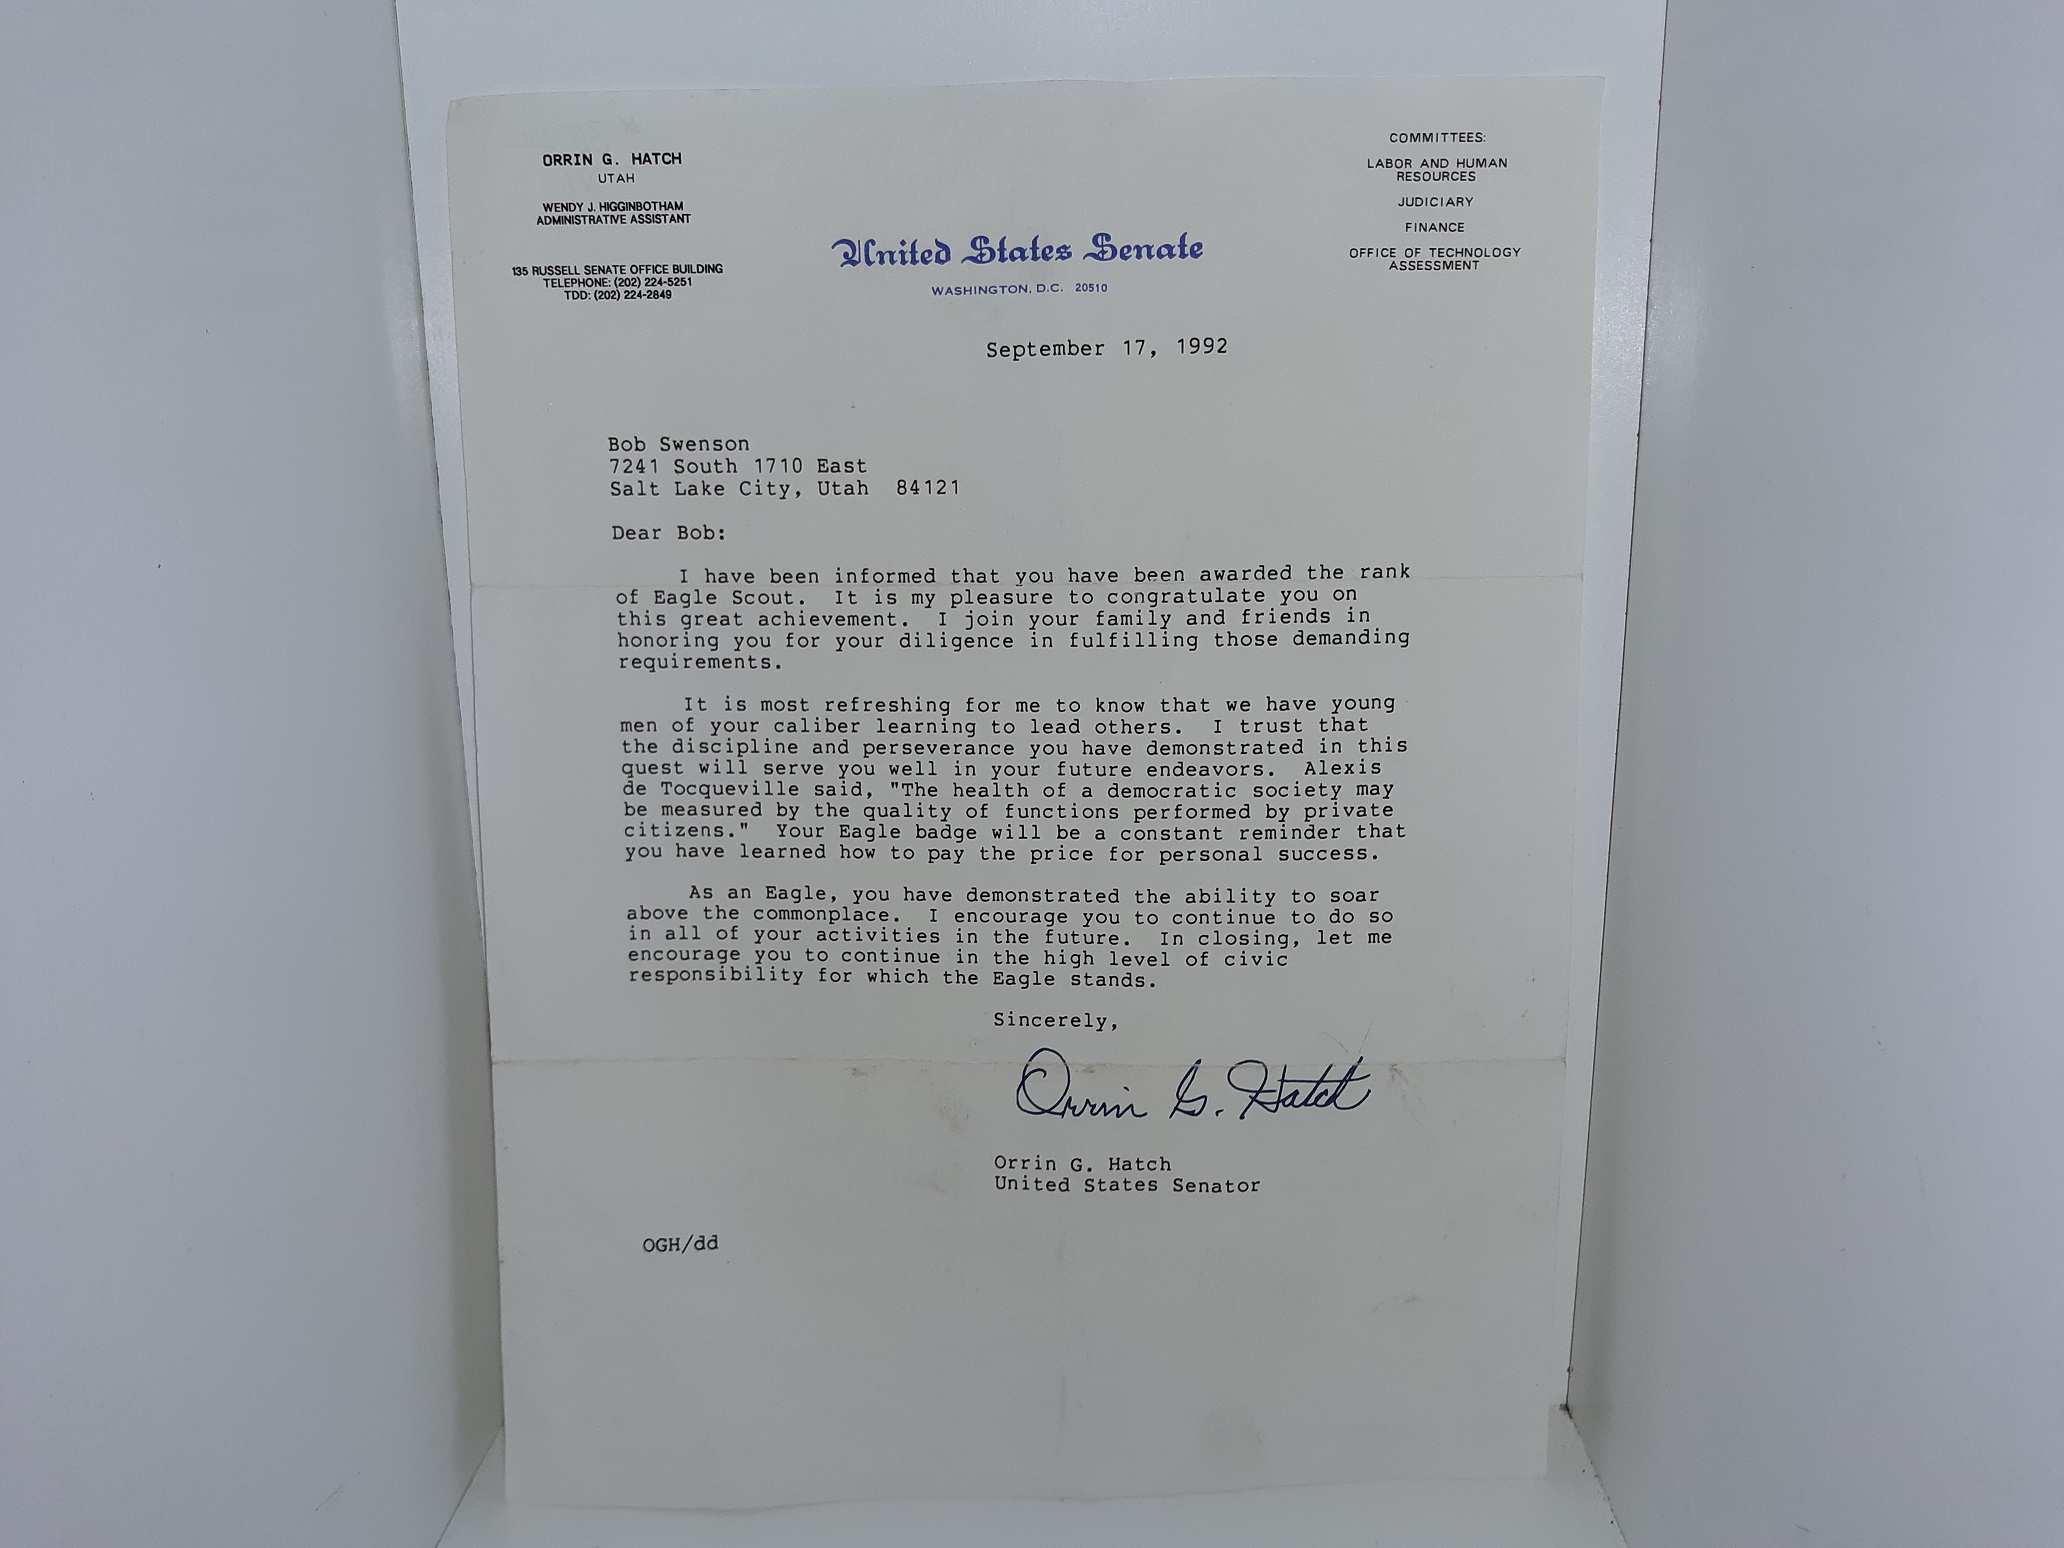 ORRIN G. HATCH
UTAH
WENDY J. HIGGINBOTHAM
ADMINISTRATIVE ASSISTANT
135 RUSSELL SENATE OFFICE BUILDING
TELEPHONE: (202) 224-5251
TDD: (202) 224-2849
COMMITTEES:
LABOR AND HUMAN
RESOURCES
JUDICIARY
FINANCE
OFFICE OF TECHNOLOGY
ASSESSMENT
United States Senate
WASHINGTON, D.C. 20510
September 17, 1992
Bob Swenson
7241 South 1710 East
Salt Lake City, Utah 84121
Dear Bob:
I have been informed that you have been awarded the rank
of Eagle Scout. It is my pleasure to congratulate you on
this great achievement. I join your family and friends in
honoring you for your diligence in fulfilling those demanding
requirements.
It is most refreshing for me to know that we have young
men of your caliber learning to lead others. I trust that
the discipline and perseverance you have demonstrated in this
quest will serve you well in your future endeavors. Alexis
de Tocqueville said, "The health of a democratic society may
be measured by the quality of functions performed by private
citizens." Your Eagle badge will be a constant reminder that
you have learned how to pay the price for personal success.
As an Eagle, you have demonstrated the ability to soar
above the commonplace. I encourage you to continue to do so
in all of your activities in the future. In closing, let me
encourage you to continue in the high level of civic
responsibility for which the Eagle stands.
Sincerely,
Orrin G. Hatch
Orrin G. Hatch
United States Senator
OGH/dd